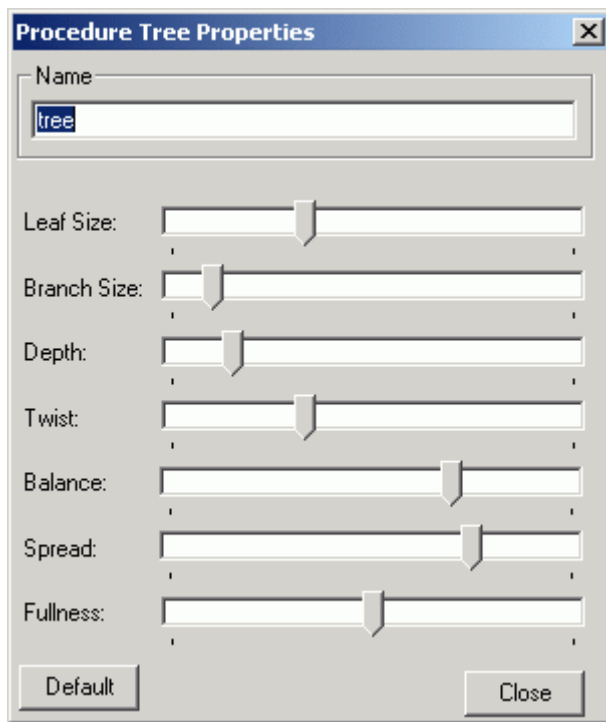 Procedure Tree Properties
Name
tree
Leaf Size:
Branch Size:
Depth:
Twist:
Balance:
Spread:
Fullness:
Default
Close